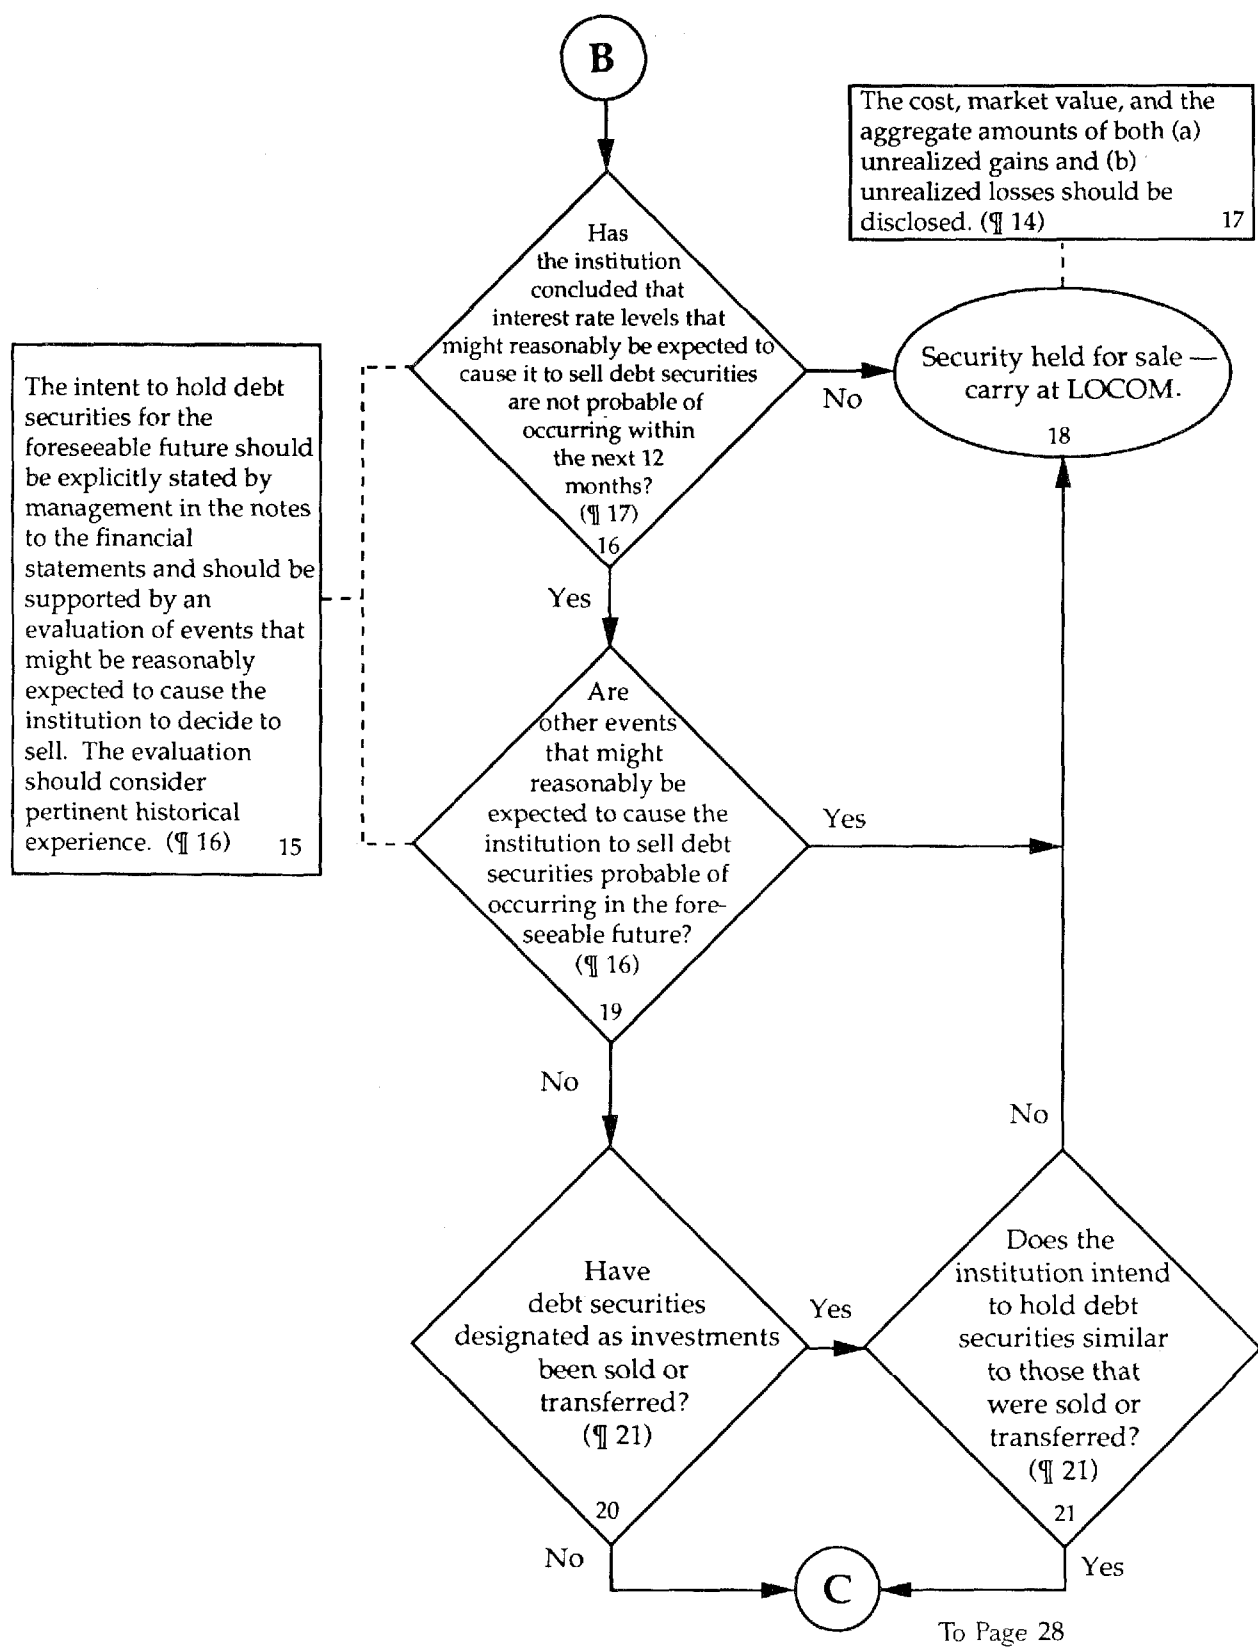 B
The cost, market value, and the
aggregate amounts of both (a)
unrealized gains and (b)
unrealized losses should be
disclosed. (¶ 14) 17
Has
the institution
concluded that
interest rate levels that
might reasonably be expected to
cause it to sell debt securities
are not probable of
occurring within
the next 12
months?
(¶ 17)
16
No
Security held for sale —
carry at LOCOM.
18
The intent to hold debt
securities for the
foreseeable future should
be explicitly stated by
management in the notes
to the financial
statements and should be
supported by an
evaluation of events that
might be reasonably
expected to cause the
institution to decide to
sell. The evaluation
should consider
pertinent historical
experience. (¶ 16) 15
Yes
Are
other events
that might
reasonably be
expected to cause the
institution to sell debt
securities probable of
occurring in the fore-
seeable future?
(¶ 16)
19
Yes
No
No
Have
debt securities
designated as investments
been sold or
transferred?
(¶ 21)
20
Yes
Does the
institution intend
to hold debt
securities similar
to those that
were sold or
transferred?
(¶ 21)
21
No
Yes
C
To Page 28